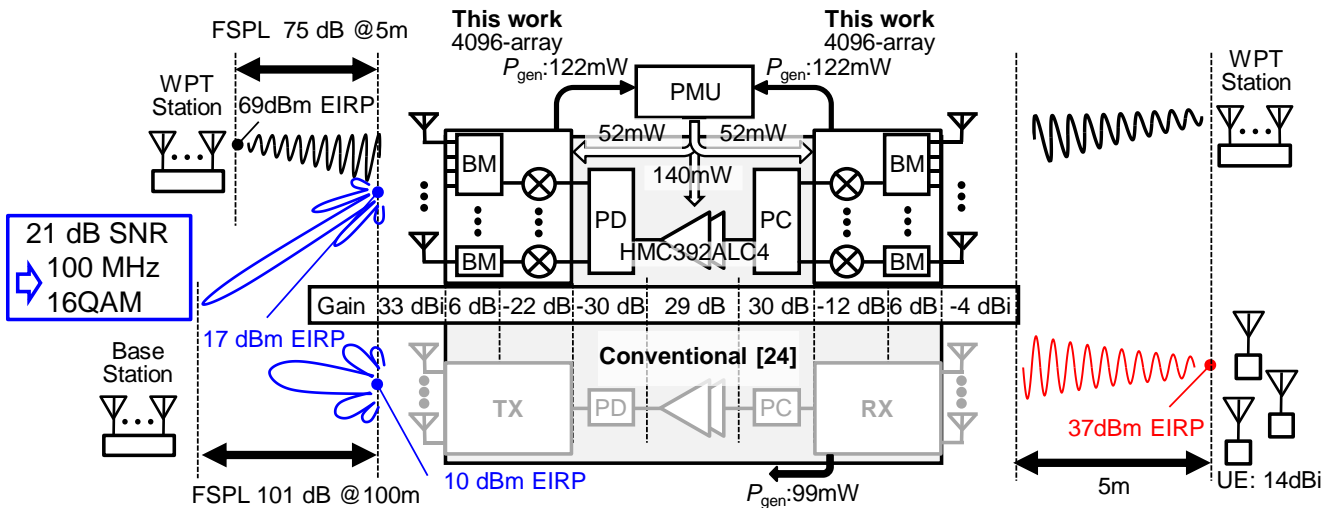 FSPL 75 dB @5m
This work
4096-array
This work
4096-array
WPT
Station
69dBm EIRP
Pgen:122mW
PMU
Pgen:122mW
WPT
Station
52mW
52mW
140mW
BM
PD
HMC392ALC4
PC
BM
BM
BM
21 dB SNR
100 MHz
16QAM
Gain 33 dBi 6 dB -22 dB -30 dB 29 dB 30 dB -12 dB 6 dB -4 dBi
17 dBm EIRP
Base
Station
Conventional [24]
TX
PD
PC
RX
37dBm EIRP
10 dBm EIRP
FSPL 101 dB @100m
Pgen:99mW
5m
UE: 14dBi